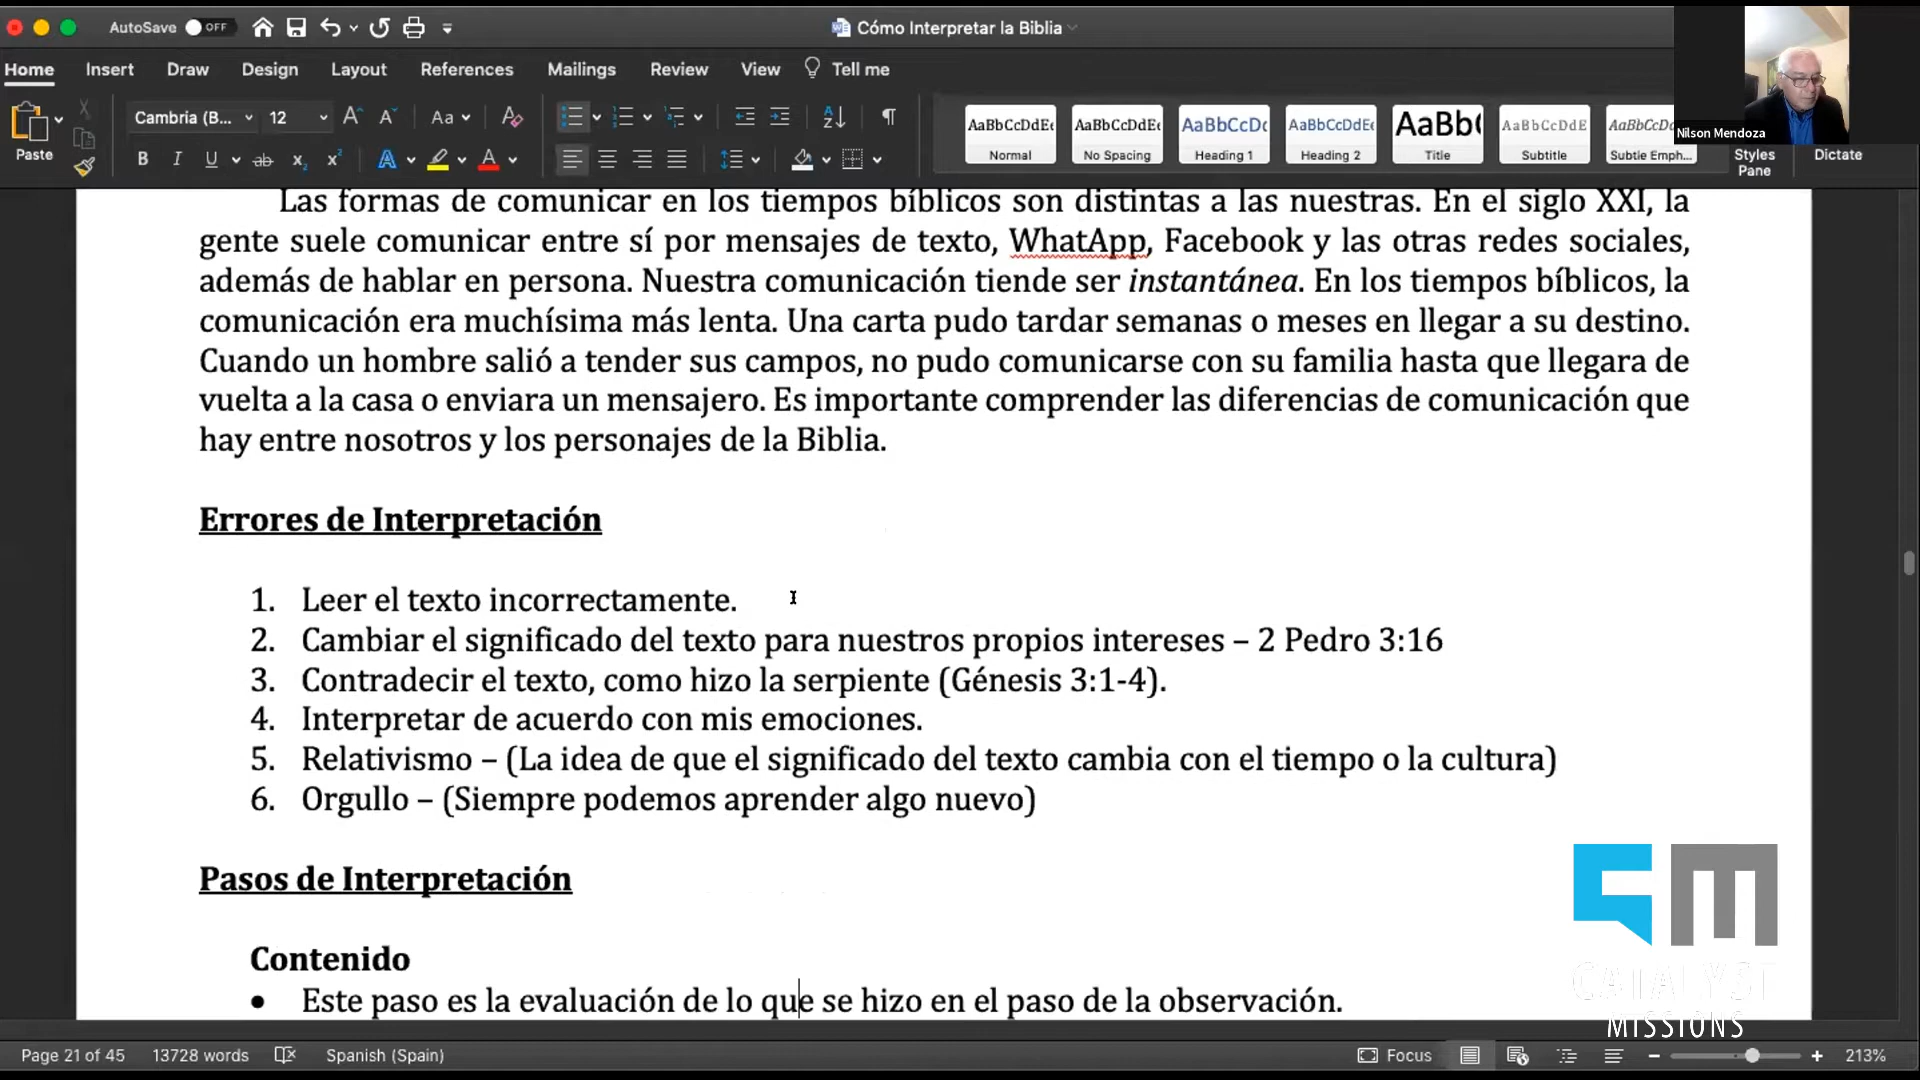 AutoSave OFF
Cómo Interpretar la Biblia
Home Insert Draw Design Layout References Mailings Review View Tell me
Paste
Cambria (B... 12
Aa
AaBbCcDdEe AaBbCcDdEe AaBbCcDc AaBbCcDdEe AaBb( AaBbCcDdE AaBbCcDc
Normal No Spacing Heading 1 Heading 2 Title Subtitle Subtle Emph...
Styles Pane
Dictate
Nilson Mendoza
Las formas de comunicar en los tiempos bíblicos son distintas a las nuestras. En el siglo XXI, la
gente suele comunicar entre sí por mensajes de texto, WhatApp, Facebook y las otras redes sociales,
además de hablar en persona. Nuestra comunicación tiende ser instantánea. En los tiempos bíblicos, la
comunicación era muchísima más lenta. Una carta pudo tardar semanas o meses en llegar a su destino.
Cuando un hombre salió a tender sus campos, no pudo comunicarse con su familia hasta que llegara de
vuelta a la casa o enviara un mensajero. Es importante comprender las diferencias de comunicación que
hay entre nosotros y los personajes de la Biblia.
Errores de Interpretación
1. Leer el texto incorrectamente.
2. Cambiar el significado del texto para nuestros propios intereses – 2 Pedro 3:16
3. Contradecir el texto, como hizo la serpiente (Génesis 3:1-4).
4. Interpretar de acuerdo con mis emociones.
5. Relativismo – (La idea de que el significado del texto cambia con el tiempo o la cultura)
6. Orgullo – (Siempre podemos aprender algo nuevo)
Pasos de Interpretación
Contenido
• Este paso es la evaluación de lo que se hizo en el paso de la observación.
CATALYST
MISSIONS
Page 21 of 45 13728 words Spanish (Spain) Focus 213%